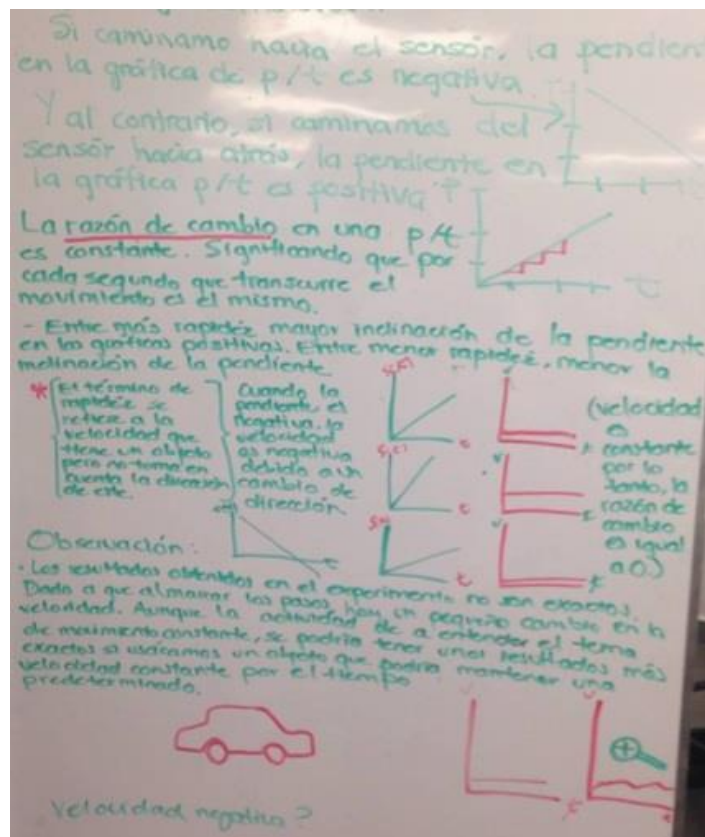 Si caminamo hacia el sensor, la pendien
en la gráfica de p/t es negativa.
Y al contrario, si caminamos del
sensor hacia atrás, la pendiente en
la gráfica p/t es positiva
La razón de cambio en una p/t
es constante. Significando que por
cada segundo que transcurre el
movimiento es el mismo.
- Entre más rapidéz mayor inclinación de la pendiente
en las gráficas positivas. Entre menor rapidéz, menor la
inclinación de la pendiente
* El término de
rapidéz se
refiere a la
velocidad que
tiene un objeto
pero no toma en
cuenta la dirección
de este.
Cuando la
pendiente es
negativa, la
velocidad
es negativa
debido a un
cambio de
dirección
(velocidad
constante
por lo
tanto, la
razón de
cambio
es igual
a 0)
Observación:
- Los resultados obtenidos en el experimento no son exactos.
Dado a que al marcar los pasos, hay un pequeño cambio en la
velocidad. Aunque la actividad de a entender el tema
de movimiento constante, se podría tener unos resultados más
exactos si usáramos un objeto que podría mantener una
velocidad constante por el tiempo
predeterminado.
Velocidad negativa?